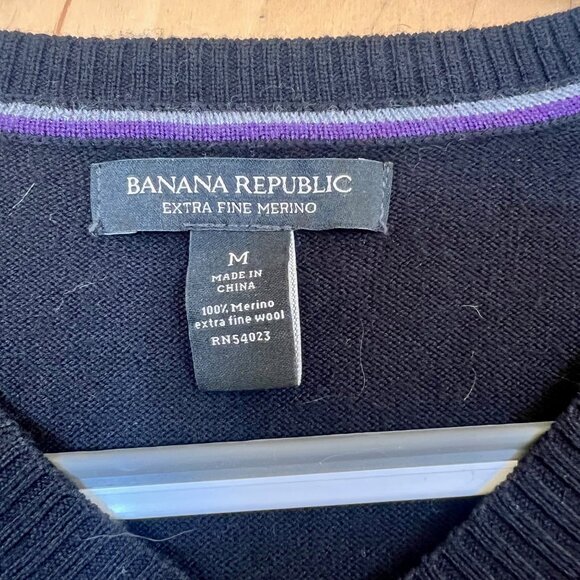 BANANA REPUBLIC
EXTRA FINE MERINO
M
MADE IN
CHINA
100% Merino
extra fine wool
RN54023